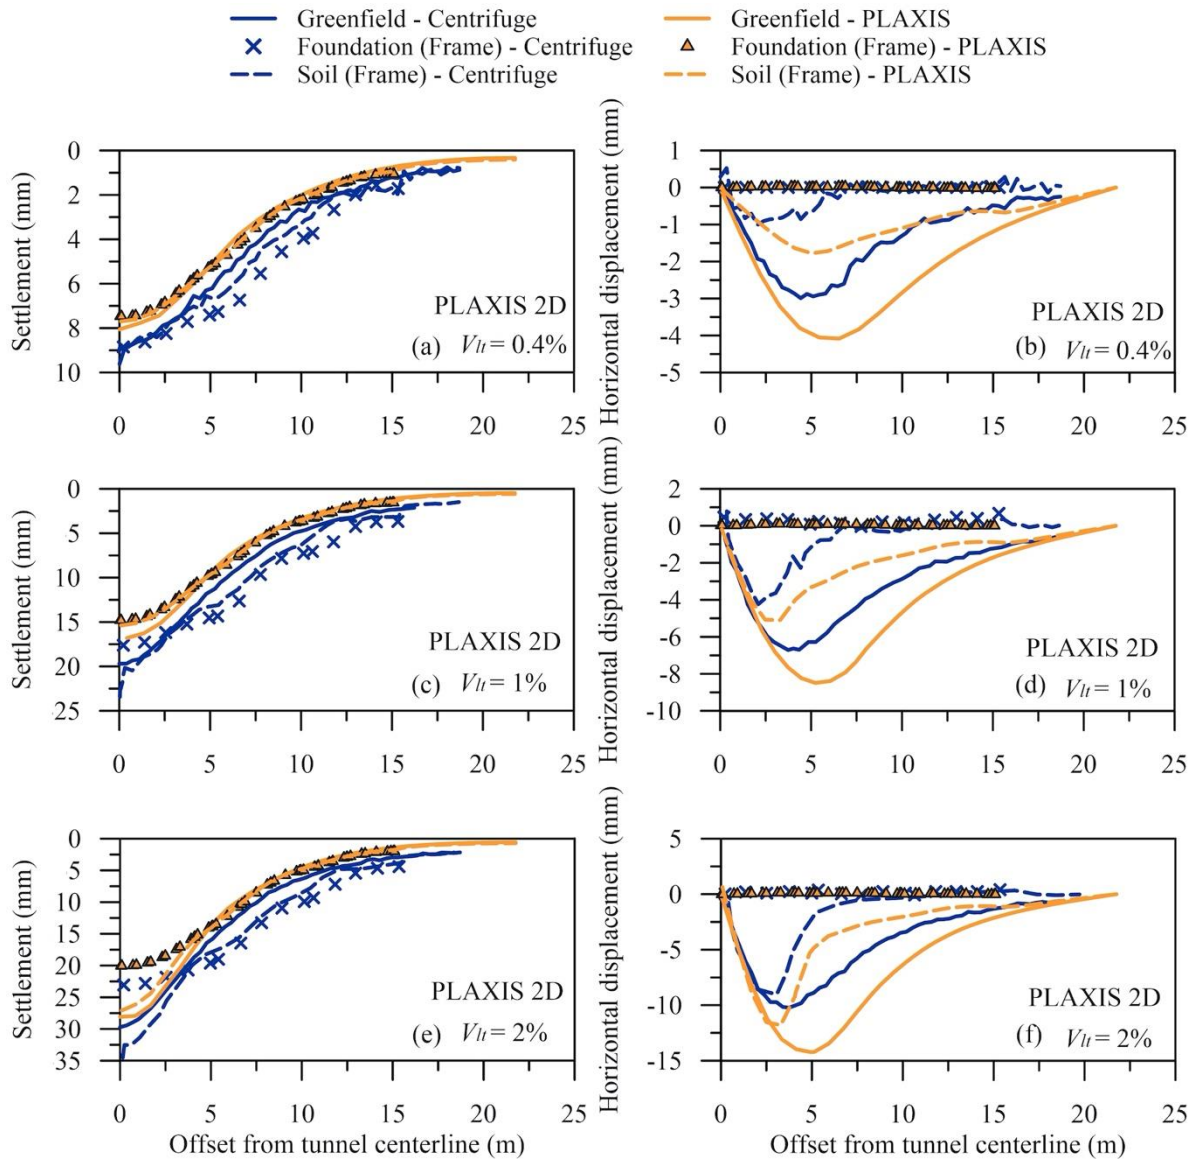 Greenfield - Centrifuge
Foundation (Frame) - Centrifuge
Soil (Frame) - Centrifuge
Greenfield - PLAXIS
Foundation (Frame) - PLAXIS
Soil (Frame) - PLAXIS
Settlement (mm)
0
2
4
6
8
10
PLAXIS 2D
(a) Vlt = 0.4%
0 5 10 15 20 25
Horizontal displacement (mm)
1
0
-1
-2
-3
-4
-5
PLAXIS 2D
(b) Vlt = 0.4%
0 5 10 15 20 25
Settlement (mm)
0
5
10
15
20
25
PLAXIS 2D
(c) Vlt = 1%
0 5 10 15 20 25
Horizontal displacement (mm)
2
0
-2
-4
-6
-8
-10
PLAXIS 2D
(d) Vlt = 1%
0 5 10 15 20 25
Settlement (mm)
0
5
10
15
20
25
30
35
PLAXIS 2D
(e) Vlt = 2%
0 5 10 15 20 25
Horizontal displacement (mm)
5
0
-5
-10
-15
PLAXIS 2D
(f) Vlt = 2%
0 5 10 15 20 25
Offset from tunnel centerline (m)
Offset from tunnel centerline (m)